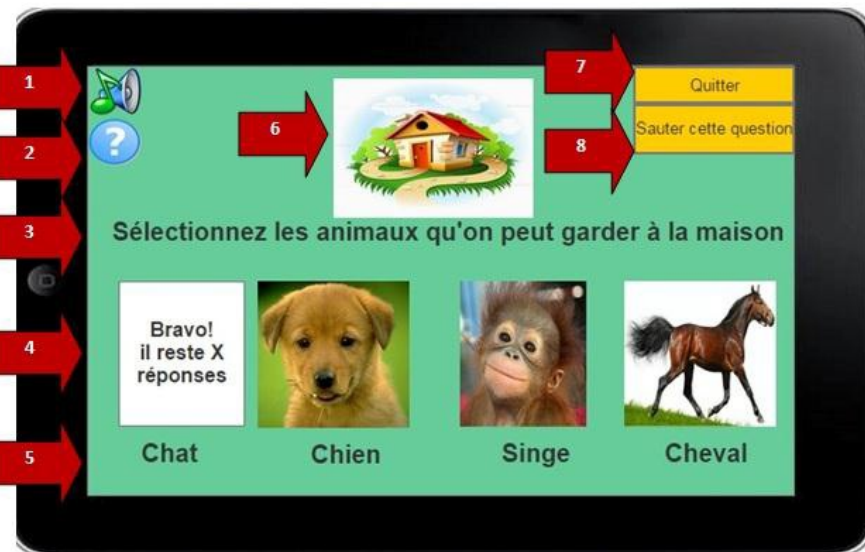 1
2
3
4
5
6
7
8
Quitter
Sauter cette question
Sélectionnez les animaux qu'on peut garder à la maison
Bravo!
il reste X
réponses
Chat
Chien
Singe
Cheval